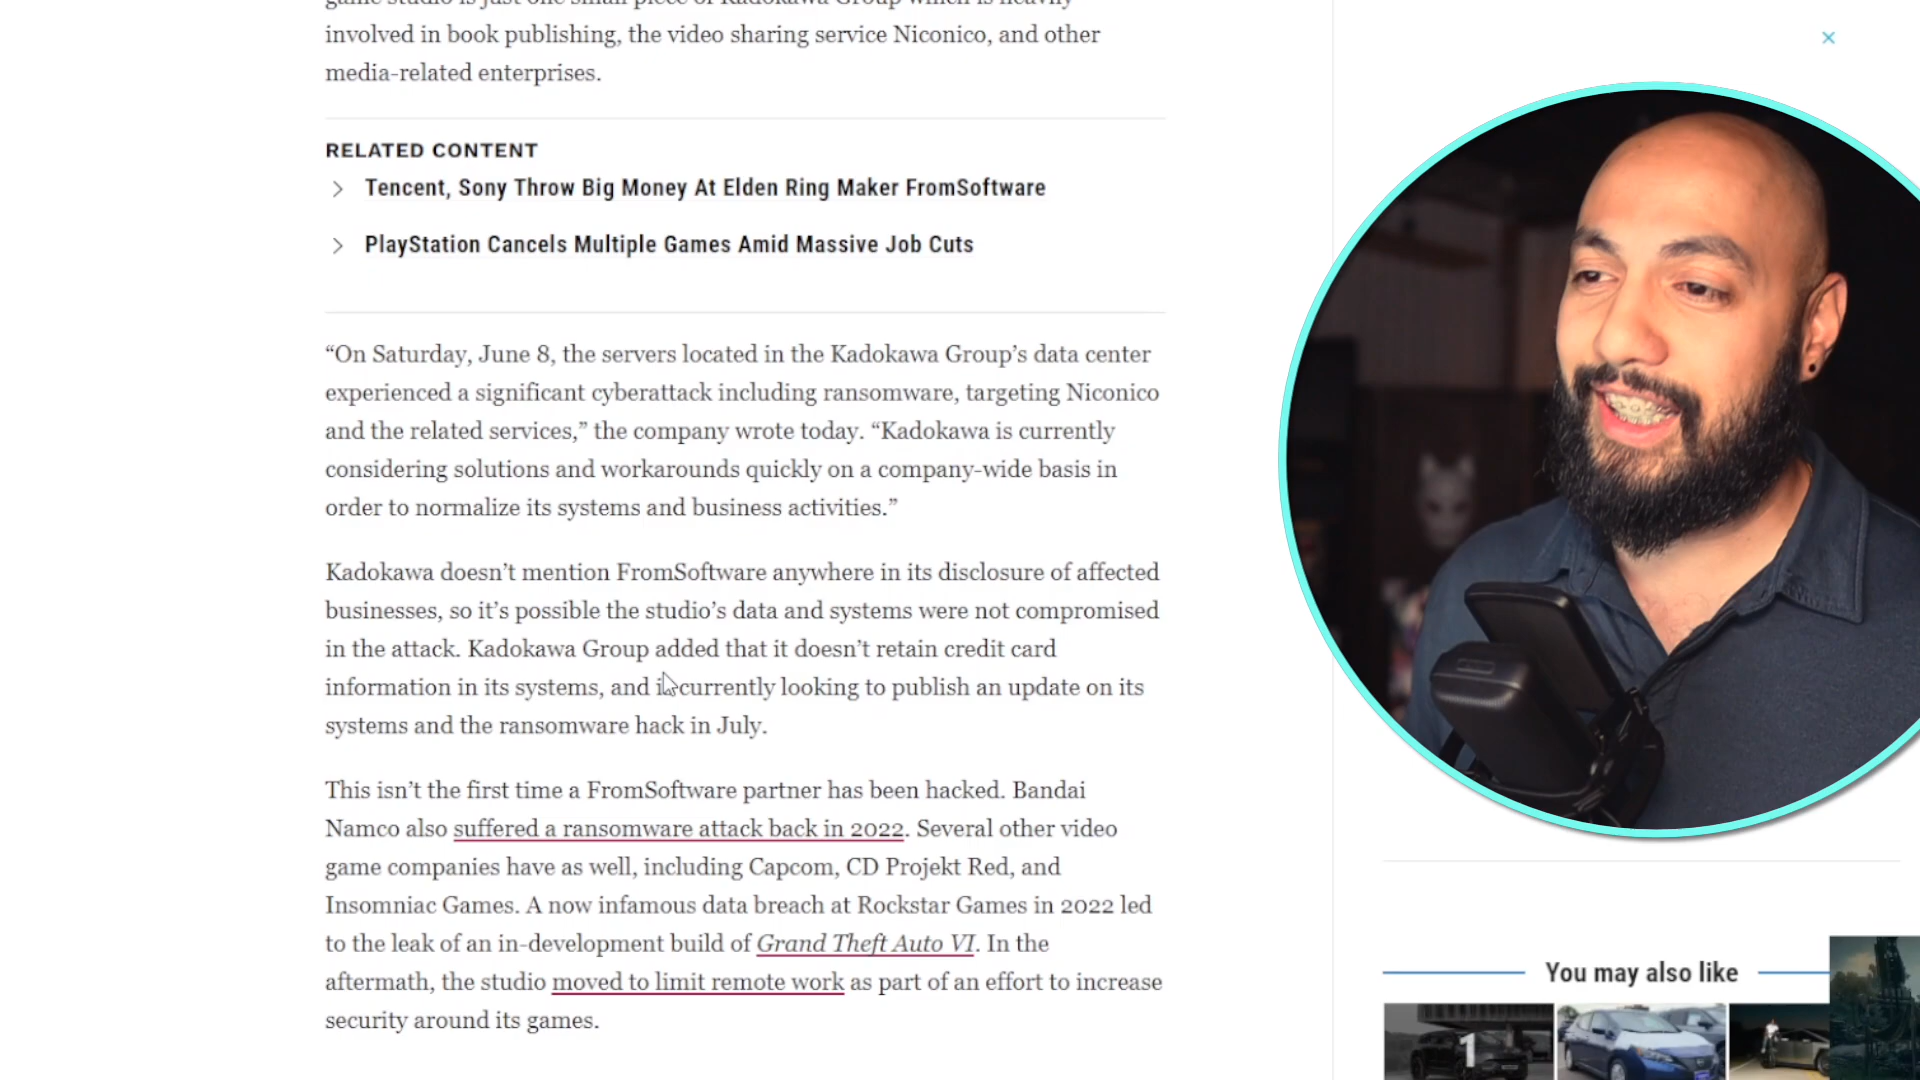 involved in book publishing, the video sharing service Niconico, and other
media-related enterprises.
RELATED CONTENT
Tencent, Sony Throw Big Money At Elden Ring Maker FromSoftware
PlayStation Cancels Multiple Games Amid Massive Job Cuts
“On Saturday, June 8, the servers located in the Kadokawa Group’s data center
experienced a significant cyberattack including ransomware, targeting Niconico
and the related services,” the company wrote today. “Kadokawa is currently
considering solutions and workarounds quickly on a company-wide basis in
order to normalize its systems and business activities.”
Kadokawa doesn’t mention FromSoftware anywhere in its disclosure of affected
businesses, so it’s possible the studio’s data and systems were not compromised
in the attack. Kadokawa Group added that it doesn’t retain credit card
information in its systems, and is currently looking to publish an update on its
systems and the ransomware hack in July.
This isn’t the first time a FromSoftware partner has been hacked. Bandai
Namco also suffered a ransomware attack back in 2022. Several other video
game companies have as well, including Capcom, CD Projekt Red, and
Insomniac Games. A now infamous data breach at Rockstar Games in 2022 led
to the leak of an in-development build of Grand Theft Auto VI. In the
aftermath, the studio moved to limit remote work as part of an effort to increase
security around its games.
You may also like
1